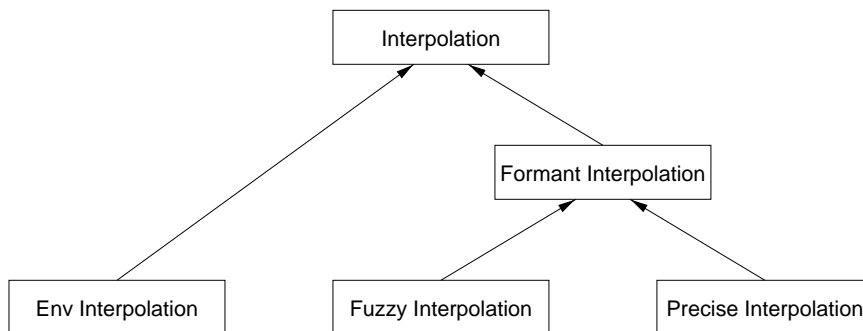 Interpolation
Formant Interpolation
Env Interpolation
Fuzzy Interpolation
Precise Interpolation